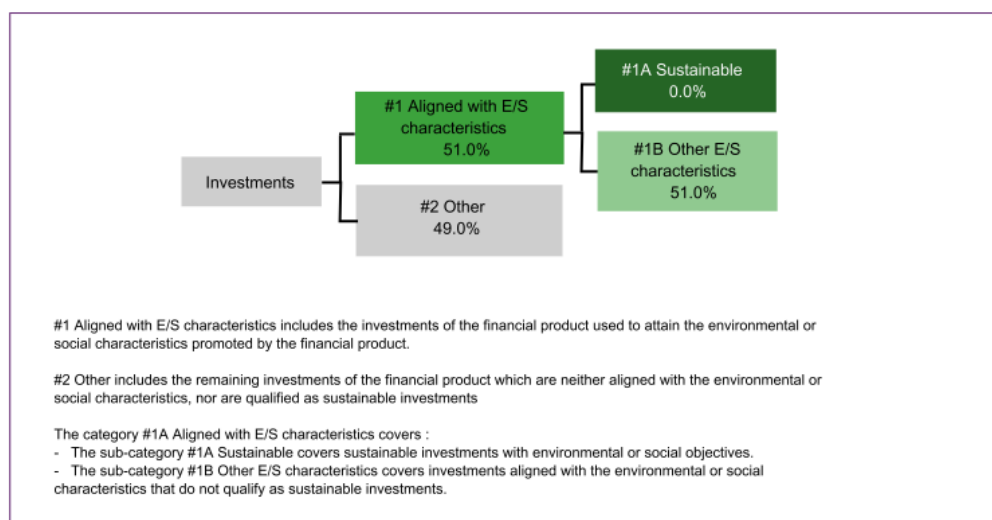 #1A Sustainable
0.0%
#1 Aligned with E/S
characteristics
51.0%
#1B Other E/S
characteristics
51.0%
Investments
#2 Other
49.0%
#1 Aligned with E/S characteristics includes the investments of the financial product used to attain the environmental or
social characteristics promoted by the financial product.
#2 Other includes the remaining investments of the financial product which are neither aligned with the environmental or
social characteristics, nor are qualified as sustainable investments
The category #1A Aligned with E/S characteristics covers :
- The sub-category #1A Sustainable covers sustainable investments with environmental or social objectives.
- The sub-category #1B Other E/S characteristics covers investments aligned with the environmental or social
characteristics that do not qualify as sustainable investments.